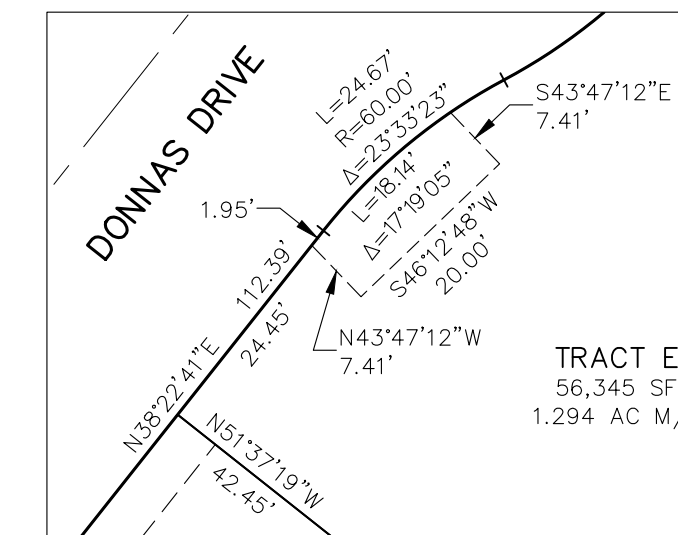 DONNAS DRIVE
L=24.67'
R=60.00'
Δ=23°33'23"
L=18.14'
Δ=17°19'05"
S43°47'12"E
7.41'
S46°12'48"W
20.00'
1.95'
112.39'
24.45'
N43°47'12"W
7.41'
N38°22'41"E
N51°37'19"W
42.45'
TRACT E
56,345 SF
1.294 AC M/